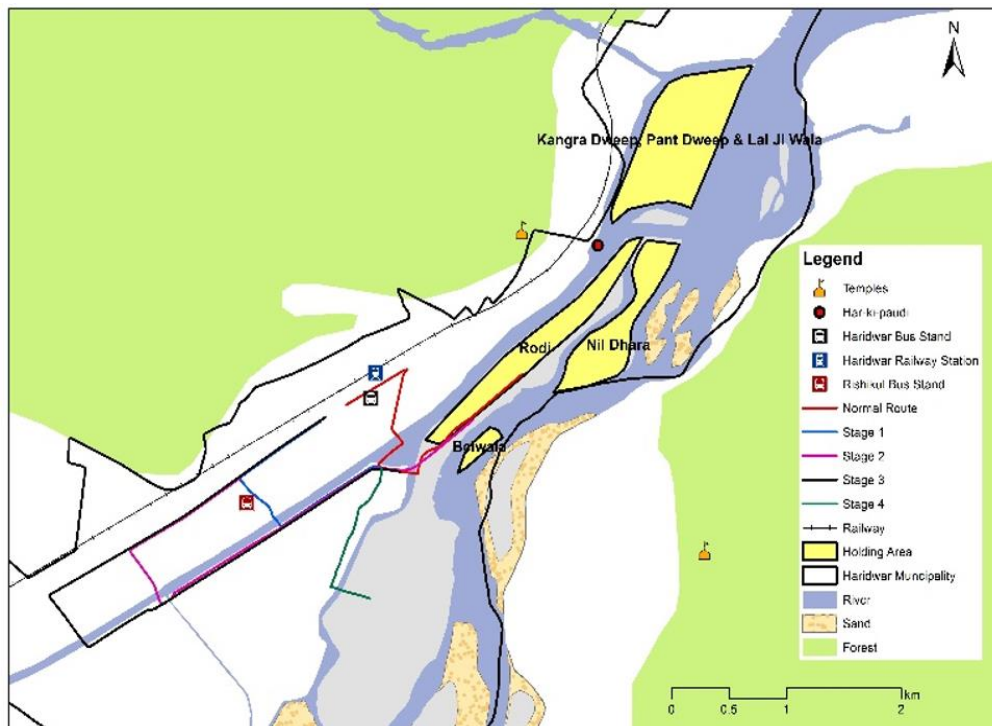 N
Kangra Dweep, Pant Dweep & Lal Ji Wala
Rodi
Nil Dhara
Belwala
Legend
Temples
Har-ki-paudi
Haridwar Bus Stand
Haridwar Railway Station
Rishikul Bus Stand
Normal Route
Stage 1
Stage 2
Stage 3
Stage 4
Railway
Holding Area
Haridwar Muncipality
River
Sand
Forest
km
0 0.5 1 2